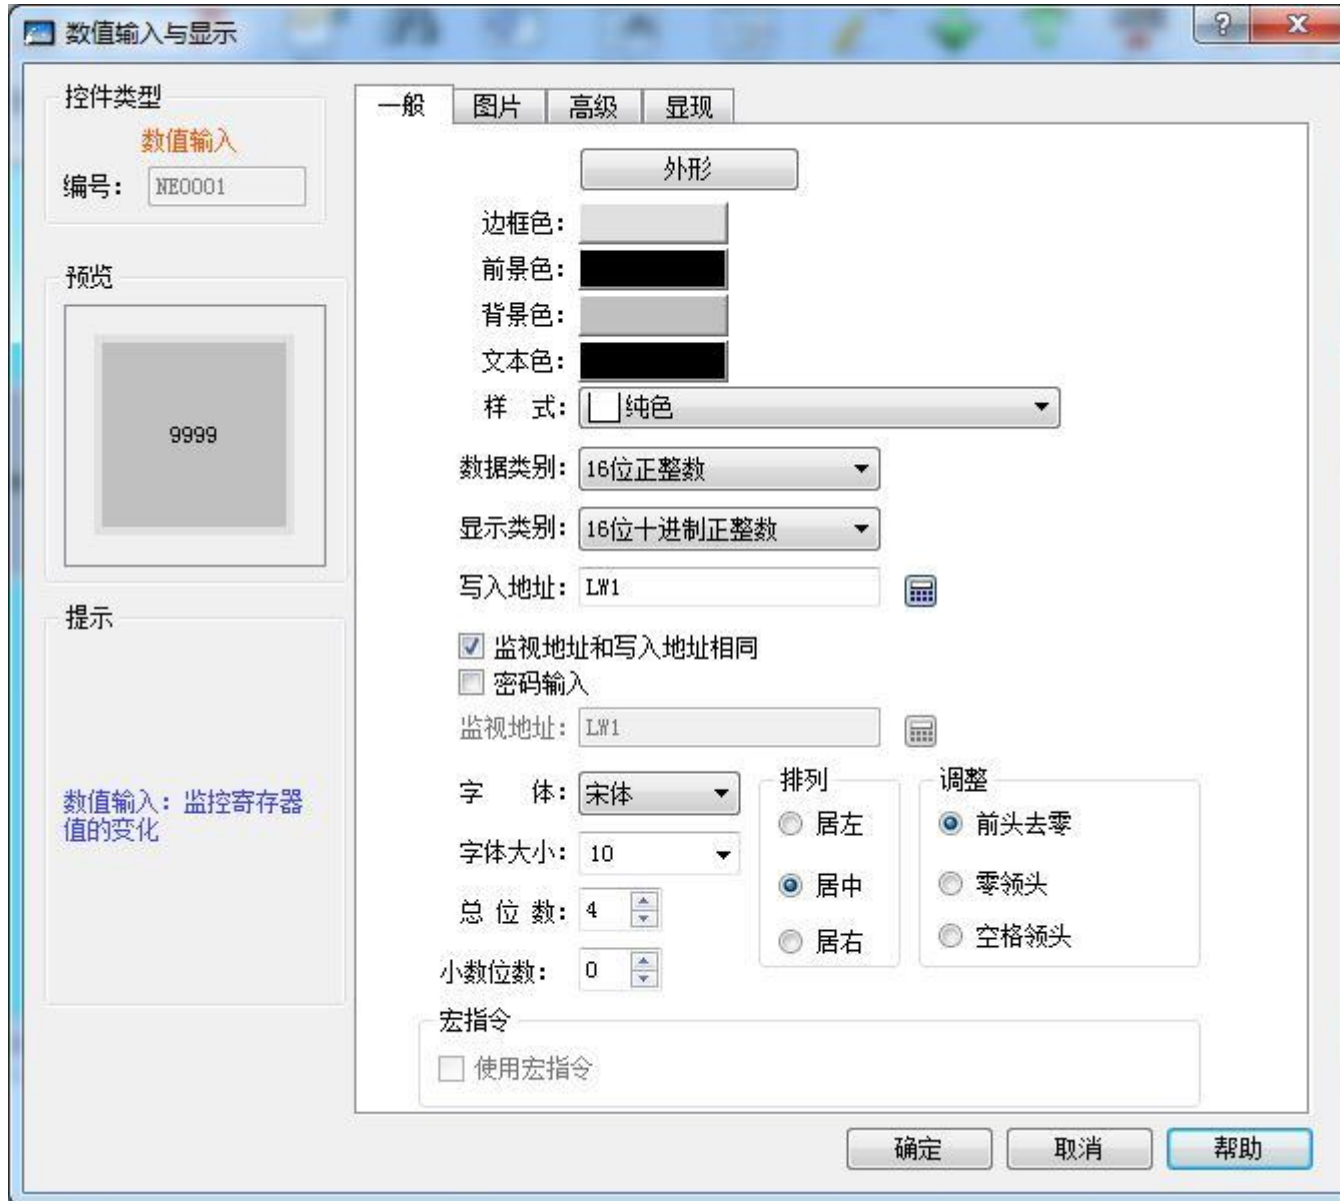 数值输入与显示
?
X
控件类型
数值输入
编号:
NE0001
预览
9999
提示
数值输入: 监控寄存器
值的变化
一般
图片
高级
显现
外形
边框色:
前景色:
背景色:
文本色:
样 式:
纯色
数据类别:
16位正整数
显示类别:
16位十进制正整数
写入地址:
LW1
监视地址和写入地址相同
密码输入
监视地址:
LW1
字 体:
宋体
字体大小:
10
总 位 数:
4
小数位数:
0
排列
居左
居中
居右
调整
前头去零
零领头
空格领头
宏指令
使用宏指令
确定
取消
帮助